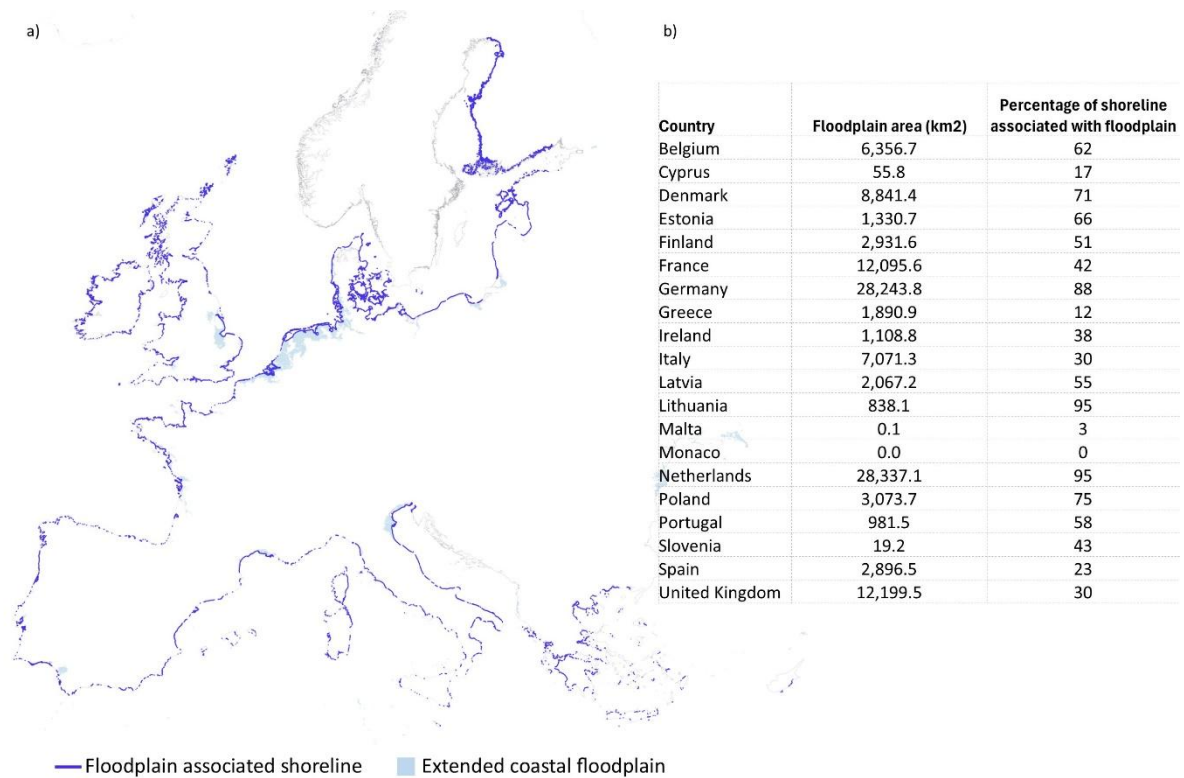 a)
b)
Country Floodplain area (km2) Percentage of shoreline associated with floodplain
Belgium 6,356.7 62
Cyprus 55.8 17
Denmark 8,841.4 71
Estonia 1,330.7 66
Finland 2,931.6 51
France 12,095.6 42
Germany 28,243.8 88
Greece 1,890.9 12
Ireland 1,108.8 38
Italy 7,071.3 30
Latvia 2,067.2 55
Lithuania 838.1 95
Malta 0.1 3
Monaco 0.0 0
Netherlands 28,337.1 95
Poland 3,073.7 75
Portugal 981.5 58
Slovenia 19.2 43
Spain 2,896.5 23
United Kingdom 12,199.5 30
Floodplain associated shoreline Extended coastal floodplain